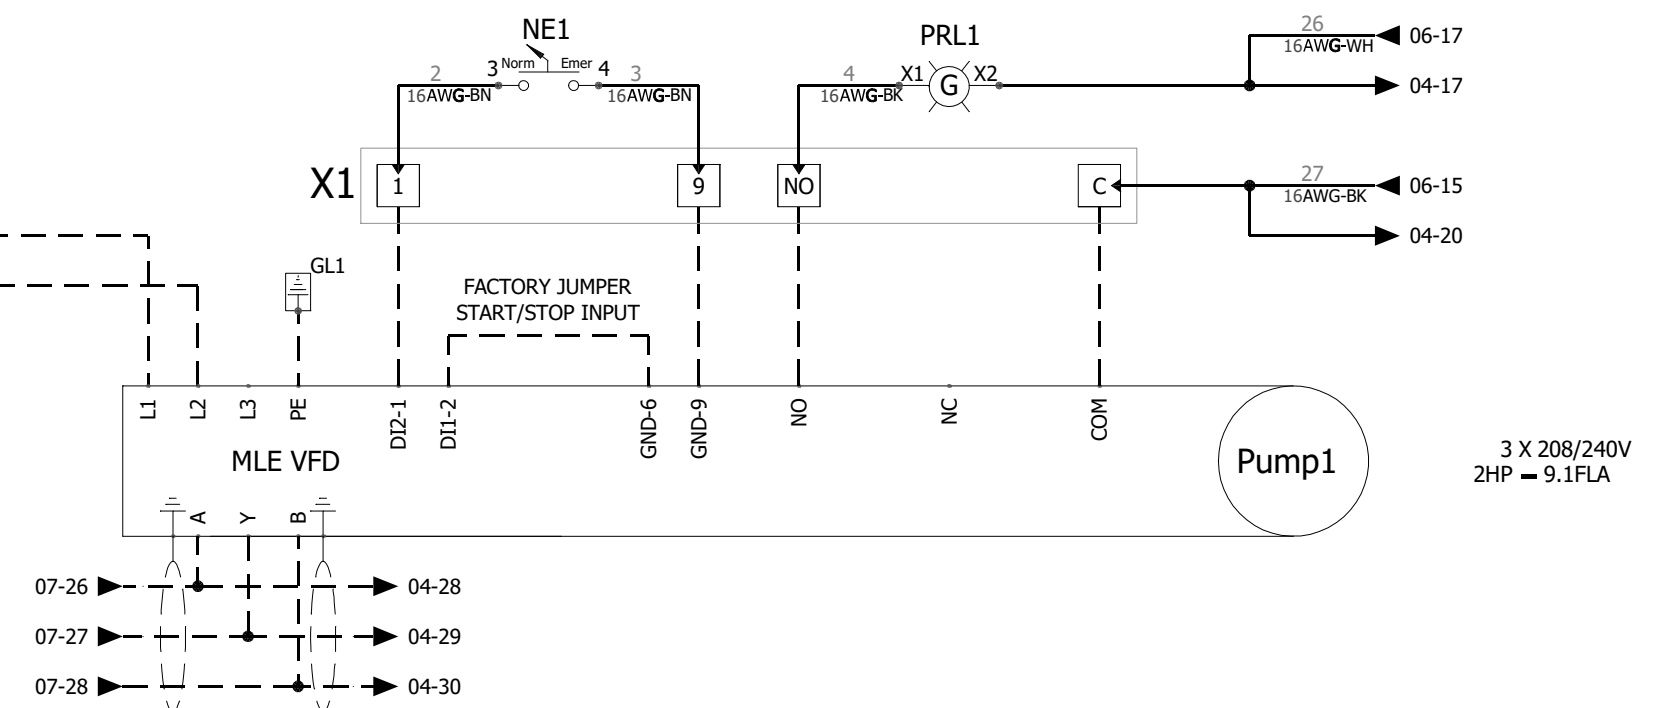 NE1
PRL1
26
16AWG-WH
06-17
2
16AWG-BN
3
Norm
Emer
4
3
16AWG-BN
4
16AWG-BK
X1
G
X2
04-17
X1
1
9
NO
C
27
16AWG-BK
06-15
04-20
GL1
FACTORY JUMPER
START/STOP INPUT
L1
L2
L3
PE
DI2-1
DI1-2
GND-6
GND-9
NO
NC
COM
MLE VFD
Pump1
3 X 208/240V
2HP - 9.1FLA
A
Y
B
07-26
04-28
07-27
04-29
07-28
04-30